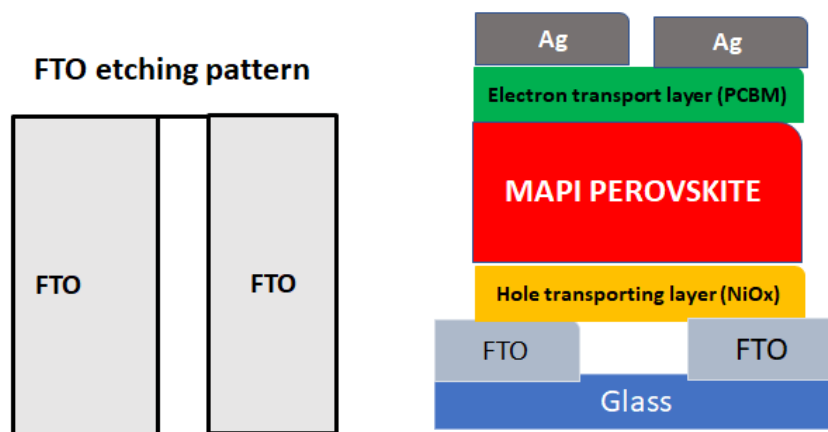 FTO etching pattern
FTO
FTO
Ag
Ag
Electron transport layer (PCBM)
MAPI PEROVSKITE
Hole transporting layer (NiOx)
FTO
FTO
Glass